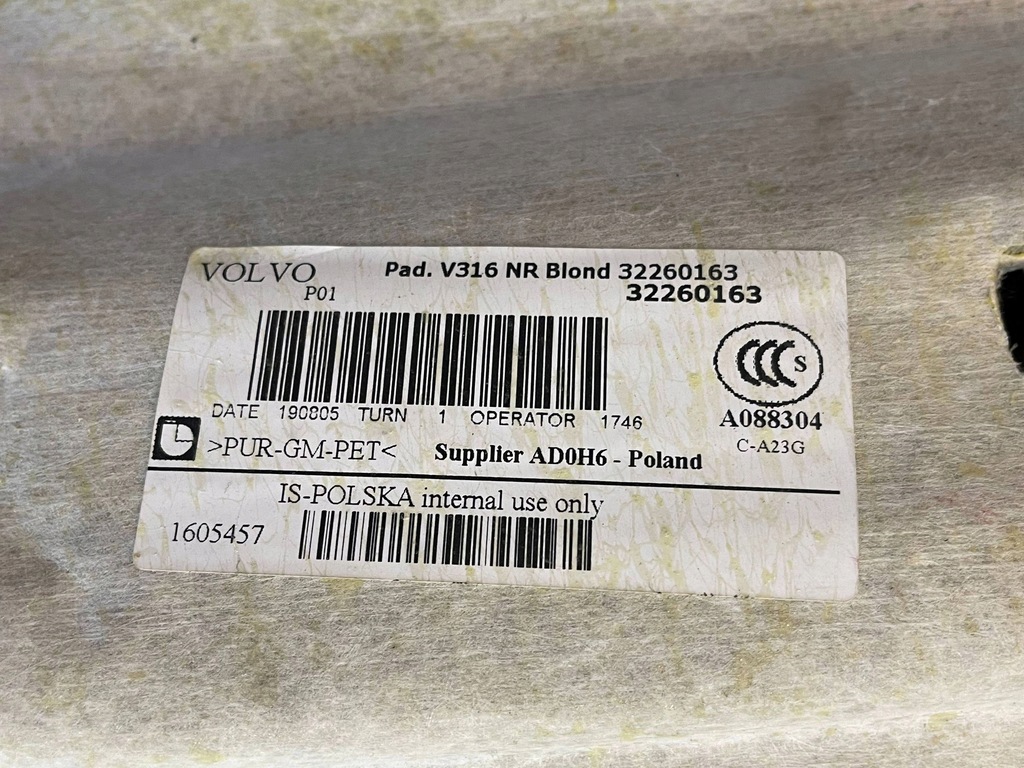 VOLVO Pad. V316 NR Blond 32260163
P01 32260163
CCC S
DATE 190805 TURN 1 OPERATOR 1746
A088304
>PUR-GM-PET< Supplier AD0H6 - Poland
C-A23G
IS-POLSKA internal use only
1605457